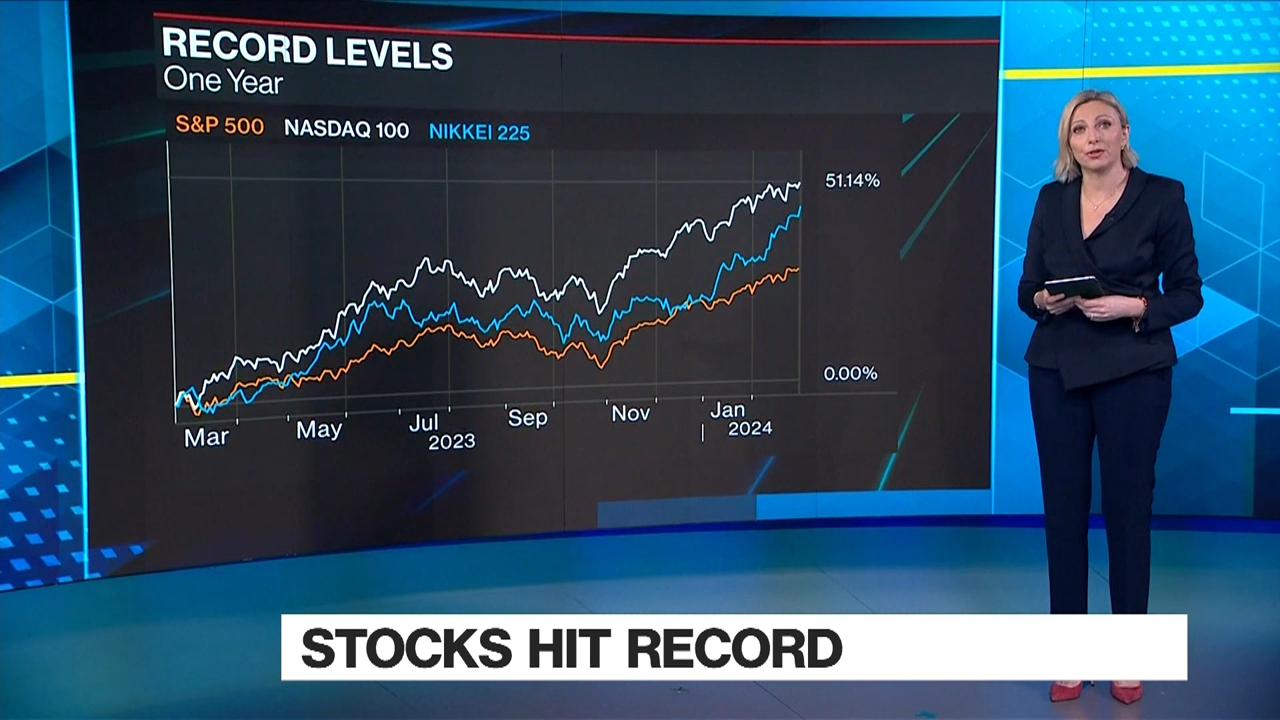 RECORD LEVELS
One Year
S&P 500 NASDAQ 100 NIKKEI 225
51.14%
0.00%
Mar May Jul Sep Nov Jan
2023 2024
STOCKS HIT RECORD